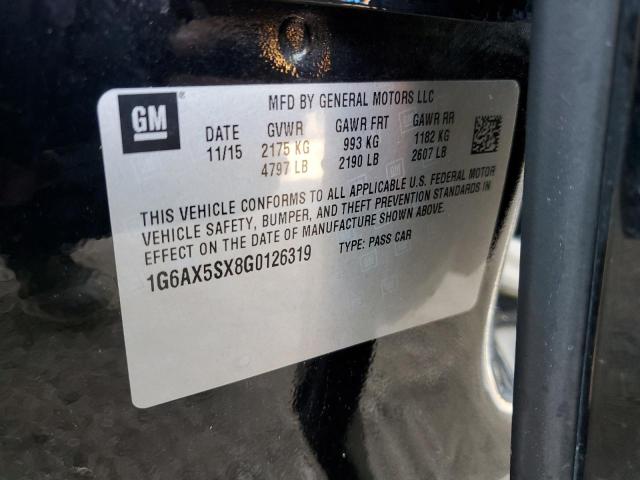 GM
MFD BY GENERAL MOTORS LLC
DATE GVWR GAWR FRT GAWR RR
11/15 2175 KG 993 KG 1182 KG
4797 LB 2190 LB 2607 LB
THIS VEHICLE CONFORMS TO ALL APPLICABLE U.S. FEDERAL MOTOR
VEHICLE SAFETY, BUMPER, AND THEFT PREVENTION STANDARDS IN
EFFECT ON THE DATE OF MANUFACTURE SHOWN ABOVE.
1G6AX5SX8G0126319 TYPE: PASS CAR